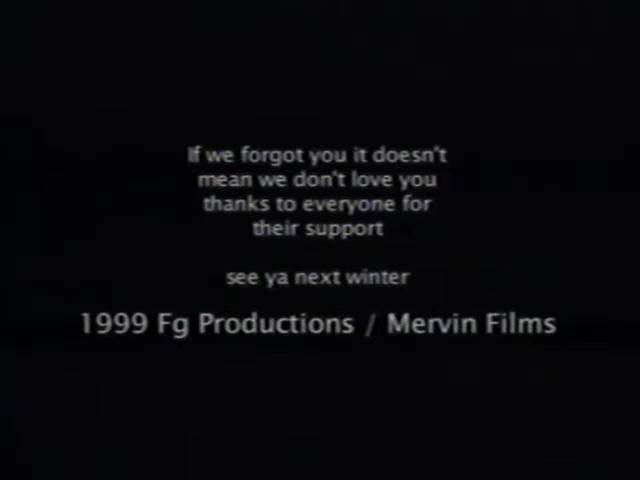 If we forgot you it doesn't
mean we don't love you
thanks to everyone for
their support
see ya next winter
1999 Fg Productions / Mervin Films